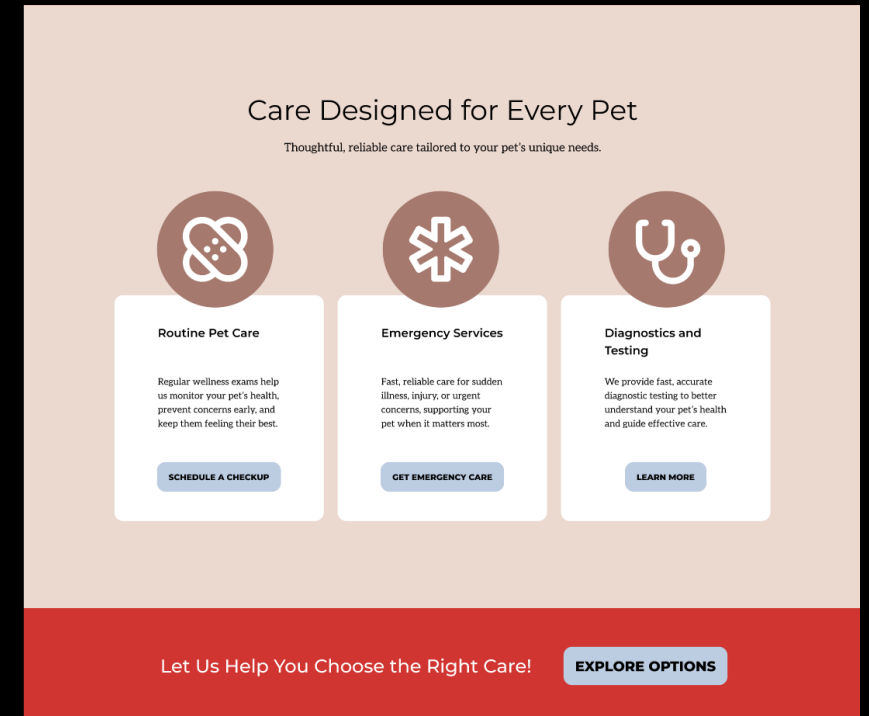 Care Designed for Every Pet
Thoughtful, reliable care tailored to your pet's unique needs.
Routine Pet Care
Regular wellness exams help
us monitor your pet's health,
prevent concerns early, and
keep them feeling their best.
SCHEDULE A CHECKUP
Emergency Services
Fast, reliable care for sudden
illness, injury, or urgent
concerns, supporting your
pet when it matters most.
GET EMERGENCY CARE
Diagnostics and
Testing
We provide fast, accurate
diagnostic testing to better
understand your pet's health
and guide effective care.
LEARN MORE
Let Us Help You Choose the Right Care!
EXPLORE OPTIONS